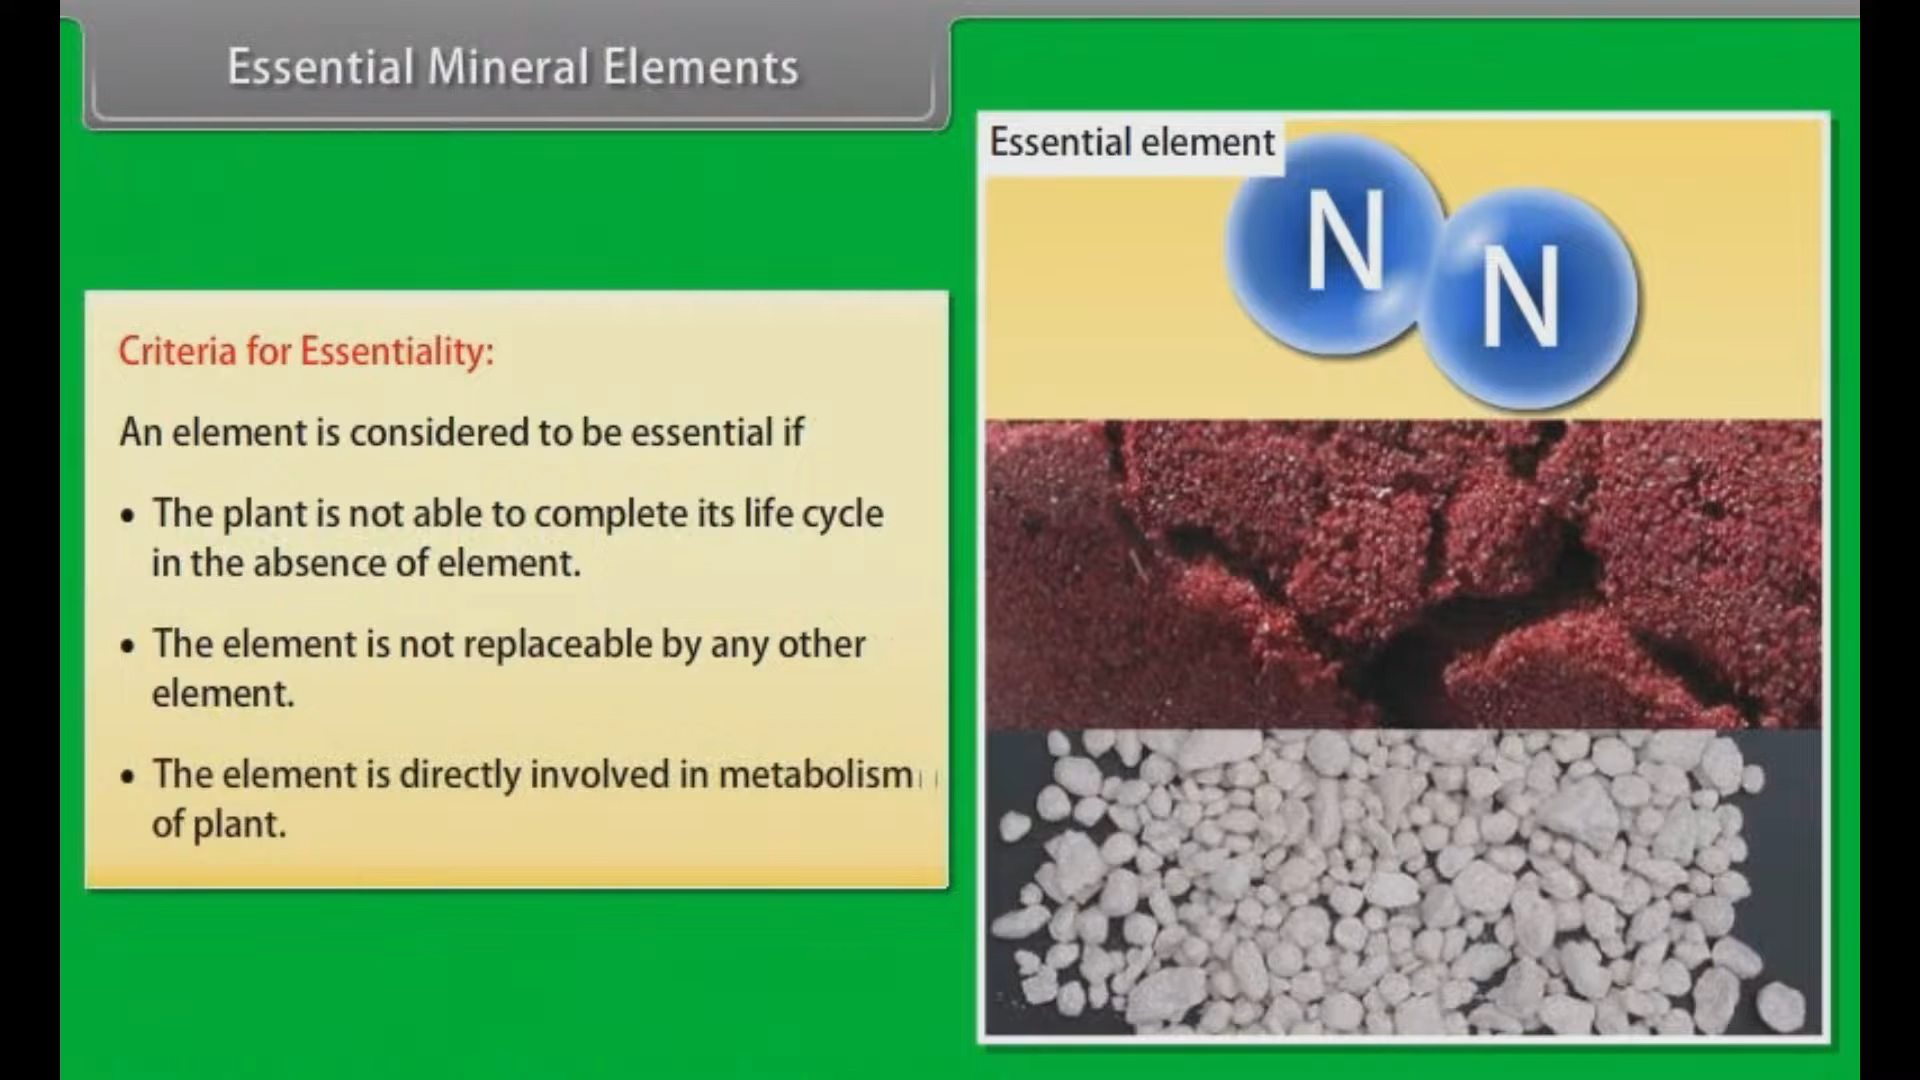 Essential Mineral Elements
Essential element
N
N
Criteria for Essentiality:
An element is considered to be essential if
• The plant is not able to complete its life cycle
in the absence of element.
• The element is not replaceable by any other
element.
• The element is directly involved in metabolism
of plant.